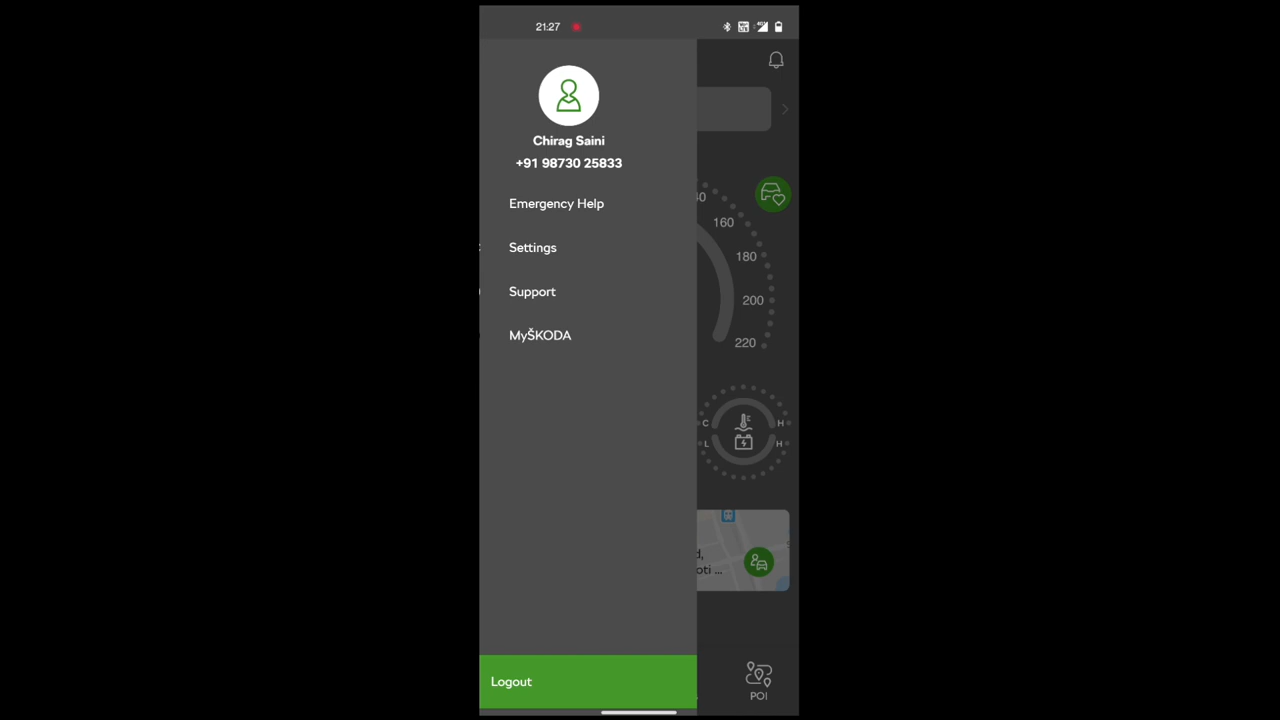 21:27
Chirag Saini
+91 98730 25833
Emergency Help
Settings
Support
MyŠKODA
Logout
160
180
200
220
C
H
L
H
d,
oti ...
POI